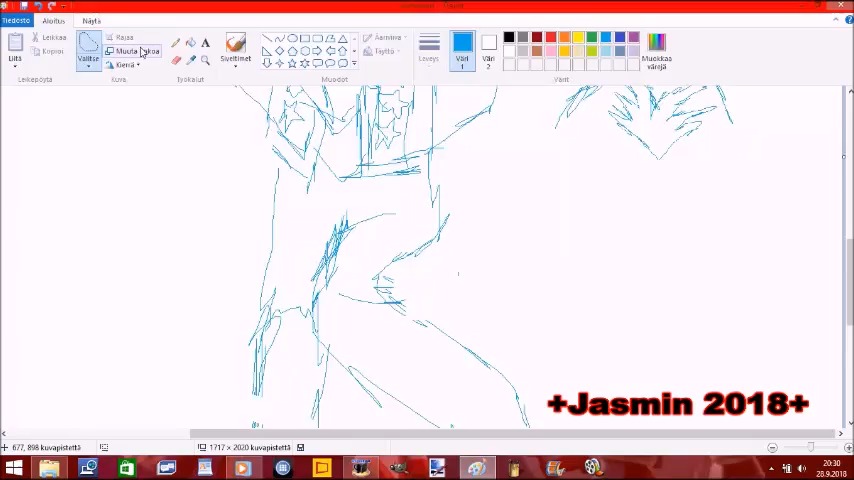 Tiedosto Aloitus Näytä
Liitä
Leikkaa
Kopioi
Leikepöytä
Valitse
Rajaa
Muuta kokoa
Kierrä
Kuva
Työkalut
Siveltimet
Muodot
Ääriviiva
Täyttö
Leveys
Väri
1
Väri
2
Muokkaa
värejä
Värit
+Jasmin 2018+
677, 898 kuvapistettä
1717 × 2020 kuvapistettä
20:30
28.9.2018